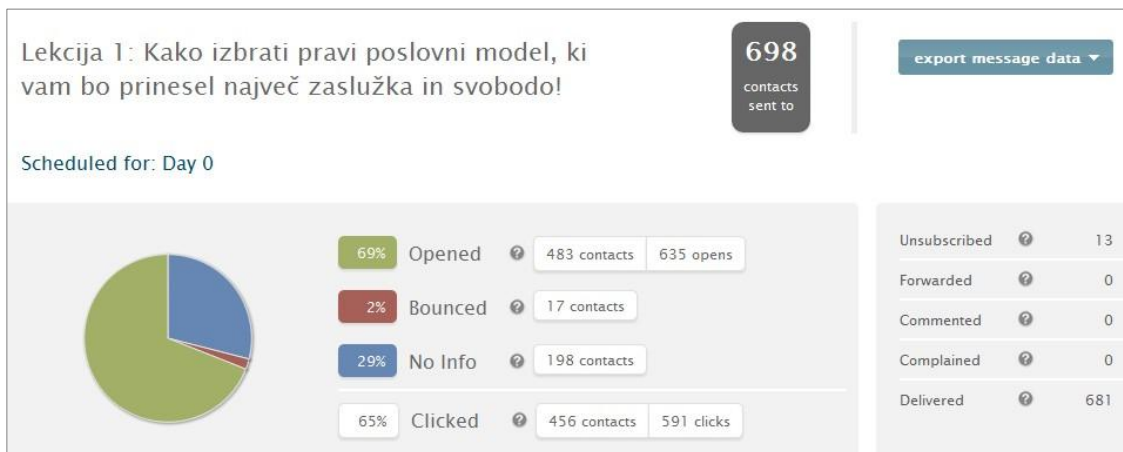 Lekcija 1: Kako izbrati pravi poslovni model, ki
vam bo prinesel največ zaslužka in svobodo!
698
contacts
sent to
export message data
Scheduled for: Day 0
69% Opened ? 483 contacts 635 opens
2% Bounced ? 17 contacts
29% No Info ? 198 contacts
65% Clicked ? 456 contacts 591 clicks
Unsubscribed ? 13
Forwarded ? 0
Commented ? 0
Complained ? 0
Delivered ? 681